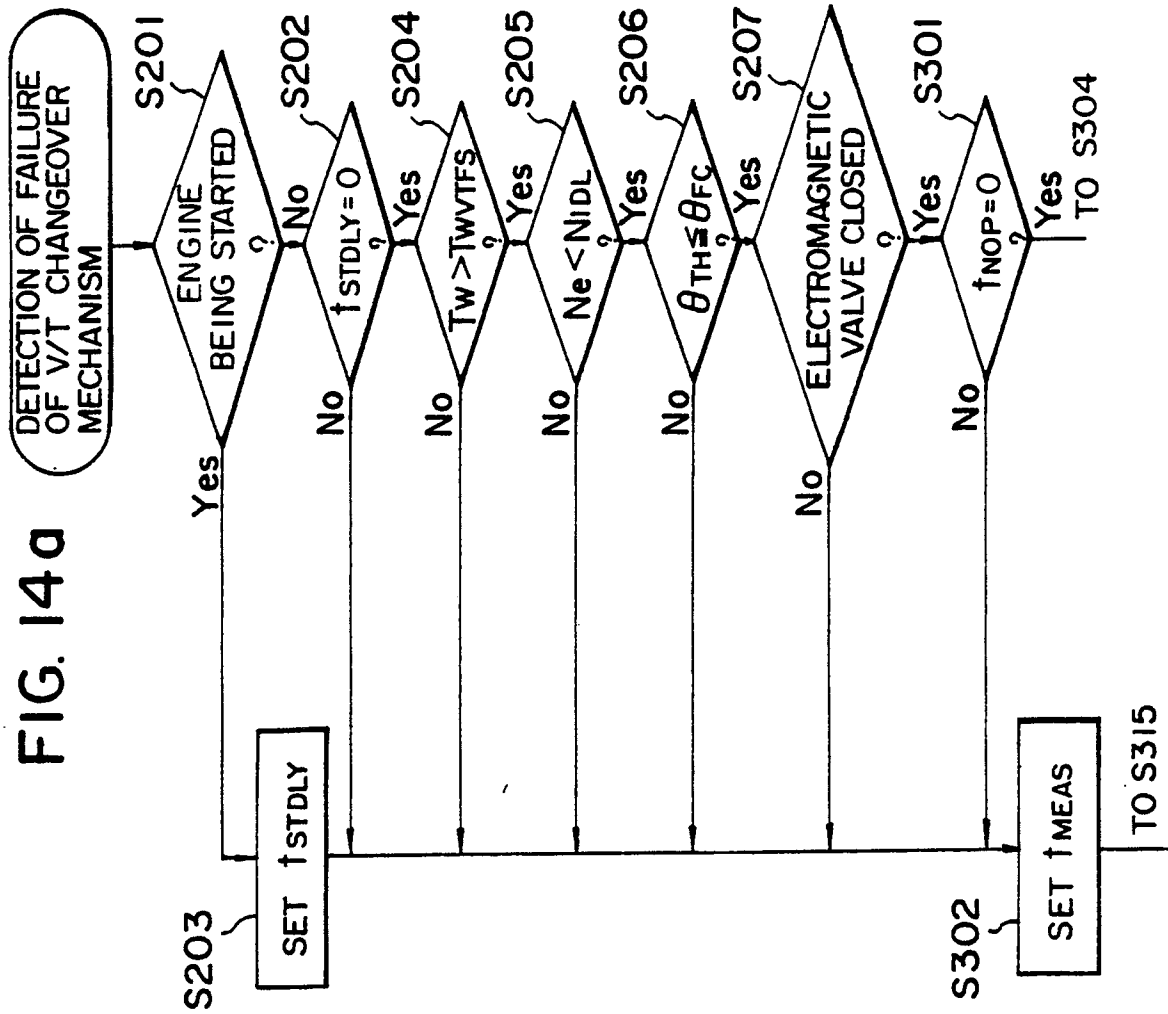 FIG. 14a
DETECTION OF FAILURE
OF V/T CHANGEOVER
MECHANISM
S201
ENGINE
BEING STARTED
?
Yes
No
S203
SET tSTDLY
S202
tSTDLY=0
?
No
Yes
S204
TW>TWVTFS
?
No
Yes
S205
Ne<NIDL
?
No
Yes
S206
θTH≦θFC
?
No
Yes
S207
ELECTROMAGNETIC
VALVE CLOSED
?
No
Yes
S301
tNOP=0
?
No
Yes
S302
SET tMEAS
TO S315
TO S304